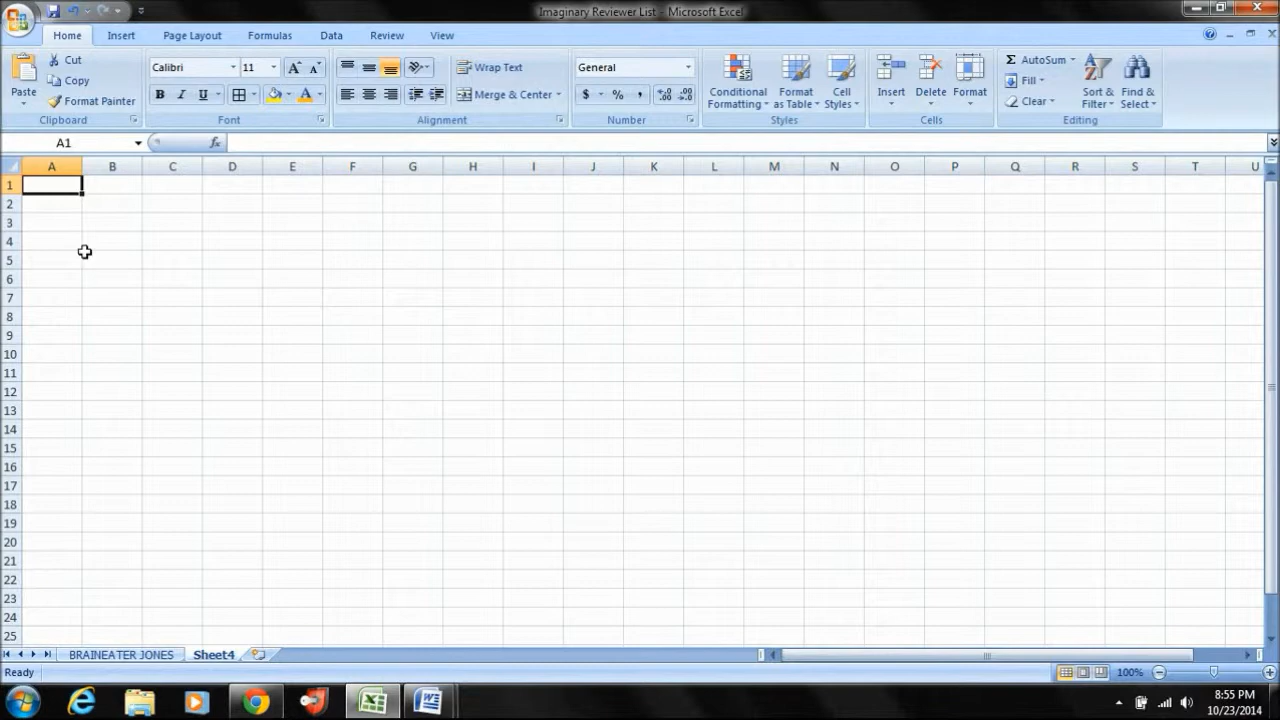 Imaginary Reviewer List - Microsoft Excel
Home Insert Page Layout Formulas Data Review View
Paste
Cut
Copy
Format Painter
Clipboard
Calibri 11
B I U
Font
Wrap Text
Merge & Center
Alignment
General
$ % ,
Number
Conditional Formatting
Format as Table
Cell Styles
Styles
Insert Delete Format
Cells
Σ AutoSum
Fill
Clear
Sort & Filter
Find & Select
Editing
A1 fx
A B C D E F G H I J K L M N O P Q R S T U
1
2
3
4
5
6
7
8
9
10
11
12
13
14
15
16
17
18
19
20
21
22
23
24
25
BRAINEATER JONES Sheet4
Ready 100%
8:55 PM
10/23/2014